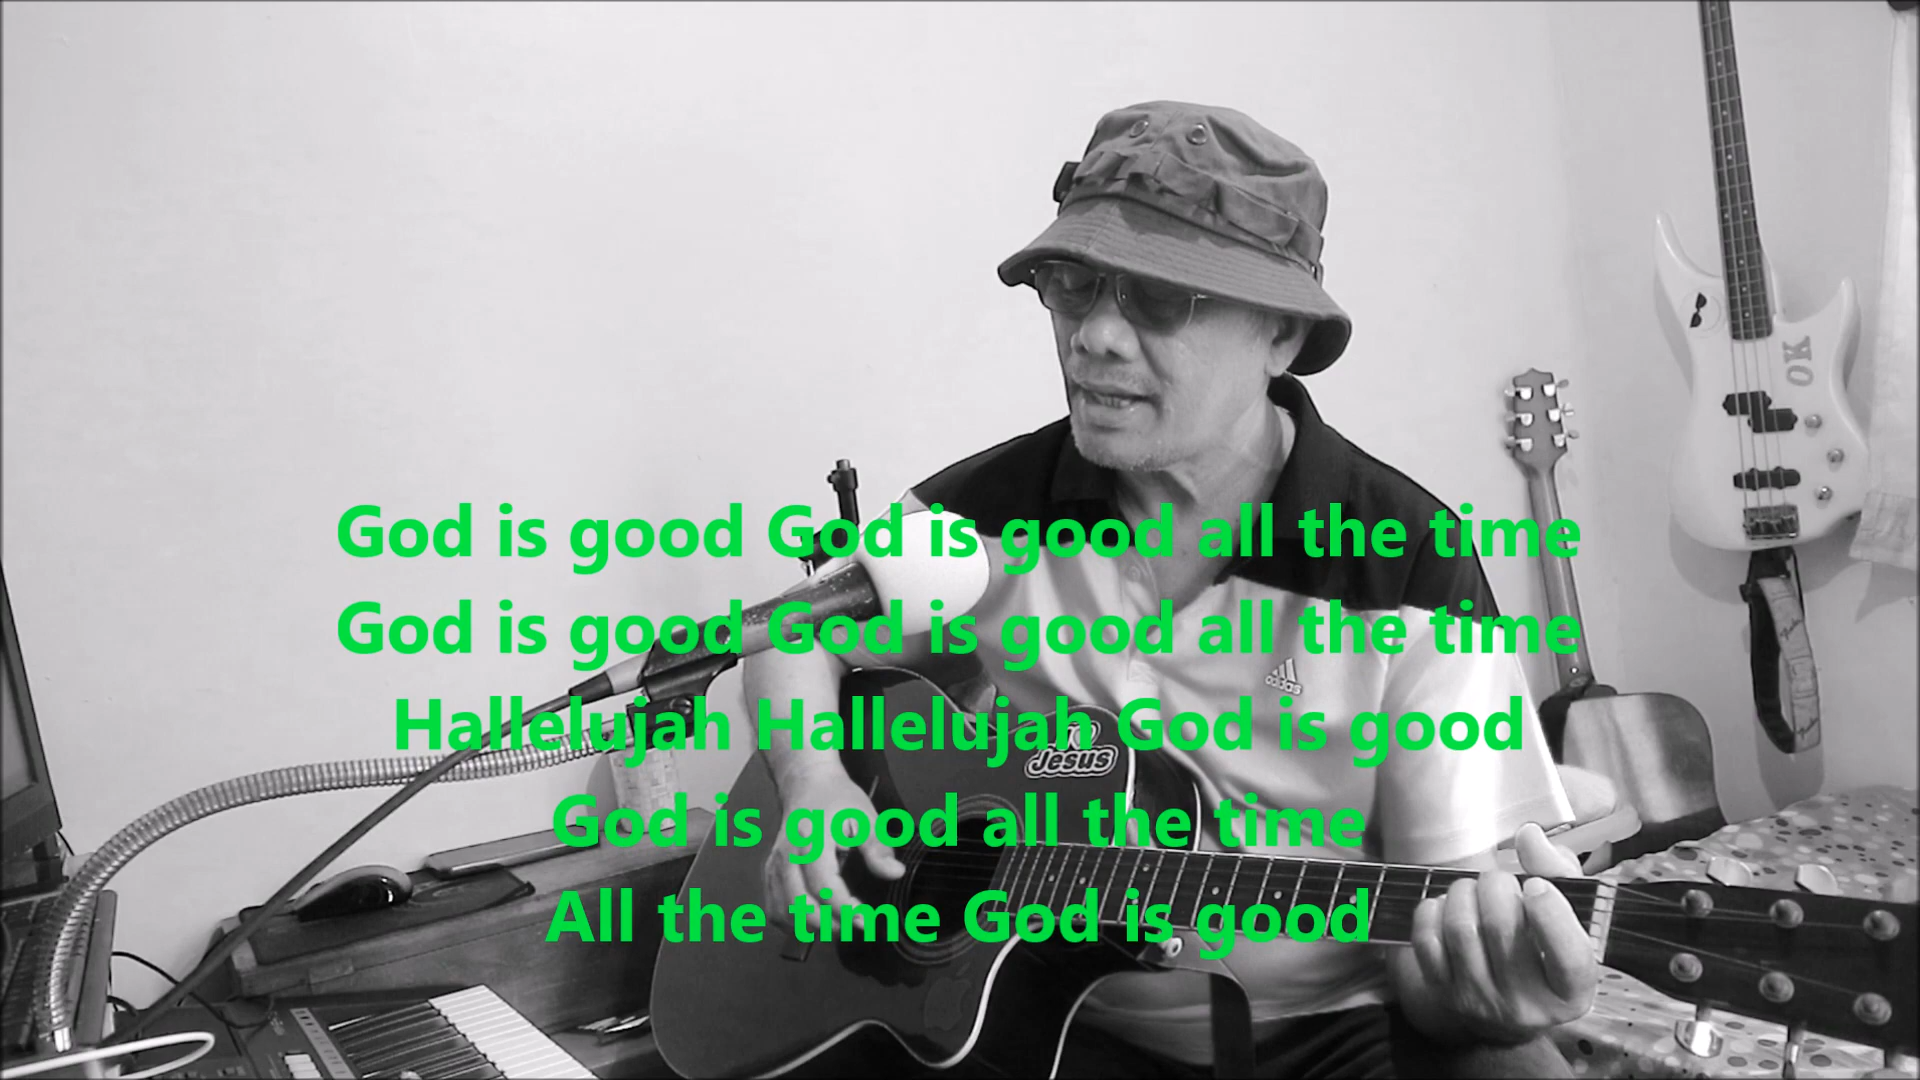 God is good God is good all the time
God is good God is good all the time
Hallelujah Hallelujah God is good
God is good all the time
All the time God is good
adidas
Jesus
OK